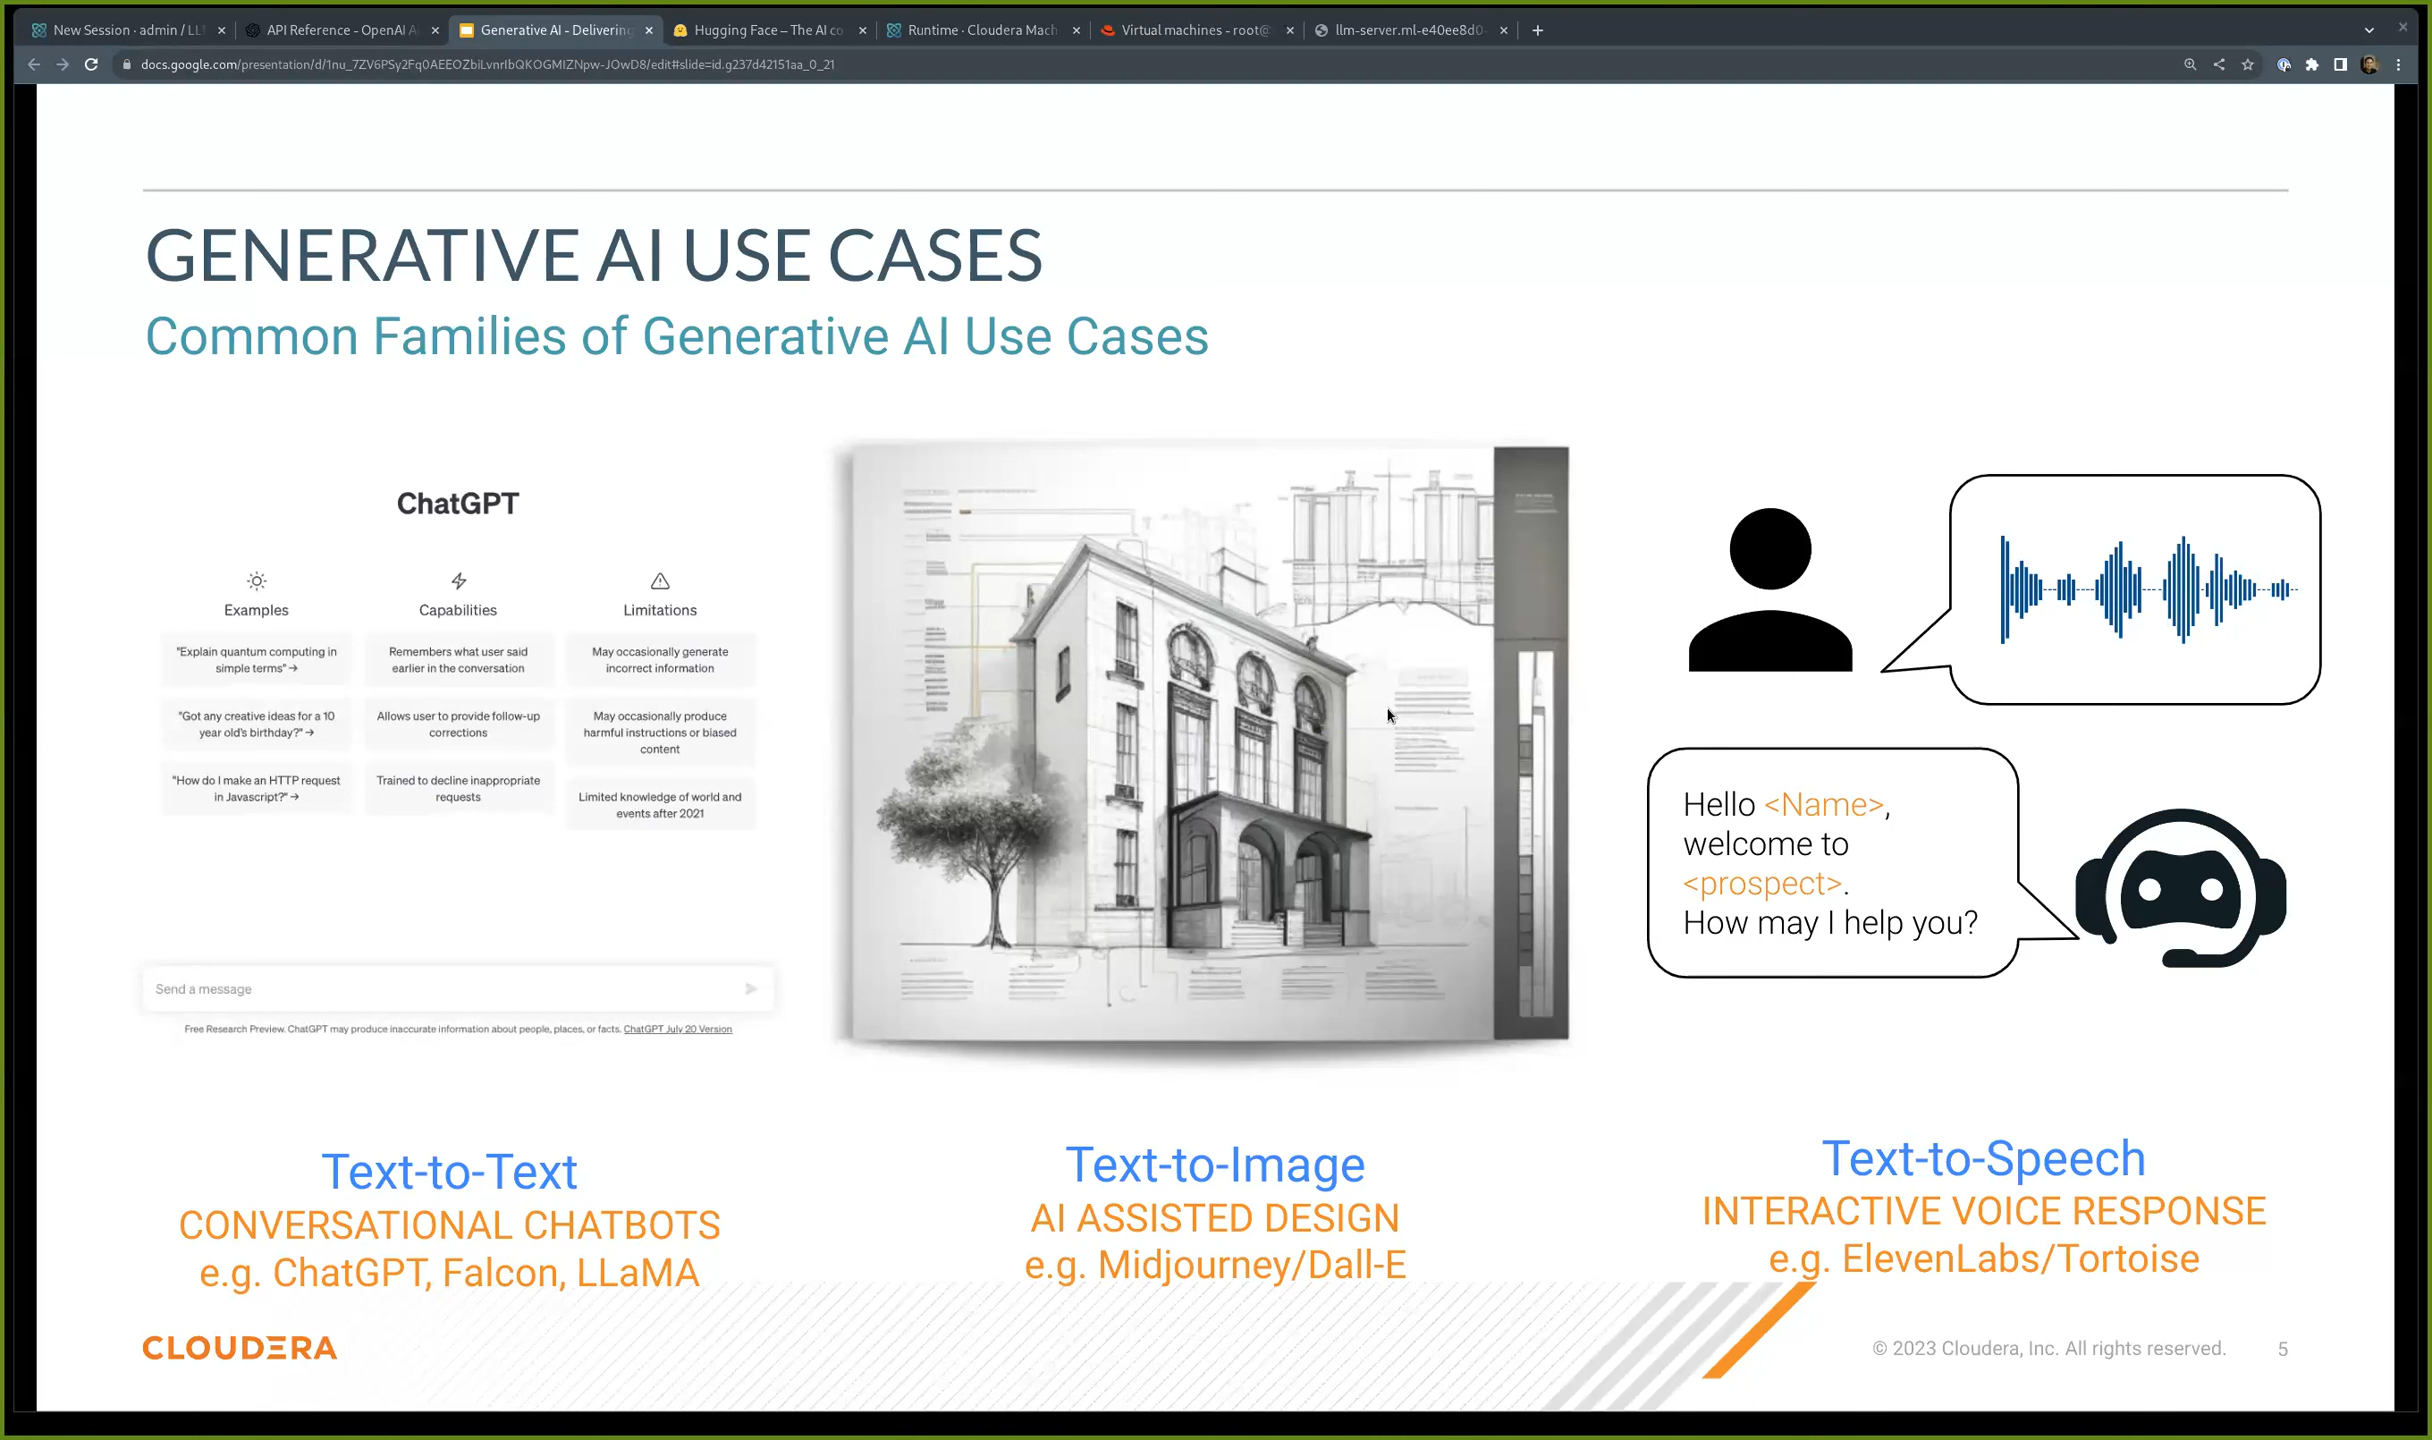 New Session · admin / LL
API Reference - OpenAI A
Generative AI - Delivering
Hugging Face – The AI co
Runtime · Cloudera Mach
Virtual machines - root@
llm-server.ml-e40ee8d0
docs.google.com/presentation/d/1nu_7ZV6PSy2Fq0AEEOZbiLvnrIbQKOGMIZNpw-JOwD8/edit#slide=id.g237d42151aa_0_21
GENERATIVE AI USE CASES
Common Families of Generative AI Use Cases
ChatGPT
Examples
"Explain quantum computing in
simple terms" →
"Got any creative ideas for a 10
year old's birthday?" →
"How do I make an HTTP request
in Javascript?" →
Capabilities
Remembers what user said
earlier in the conversation
Allows user to provide follow-up
corrections
Trained to decline inappropriate
requests
Limitations
May occasionally generate
incorrect information
May occasionally produce
harmful instructions or biased
content
Limited knowledge of world and
events after 2021
Send a message
Free Research Preview. ChatGPT may produce inaccurate information about people, places, or facts. ChatGPT July 20 Version
Hello <Name>,
welcome to
<prospect>.
How may I help you?
Text-to-Text
CONVERSATIONAL CHATBOTS
e.g. ChatGPT, Falcon, LLaMA
Text-to-Image
AI ASSISTED DESIGN
e.g. Midjourney/Dall-E
Text-to-Speech
INTERACTIVE VOICE RESPONSE
e.g. ElevenLabs/Tortoise
CLOUDERA
© 2023 Cloudera, Inc. All rights reserved.
5